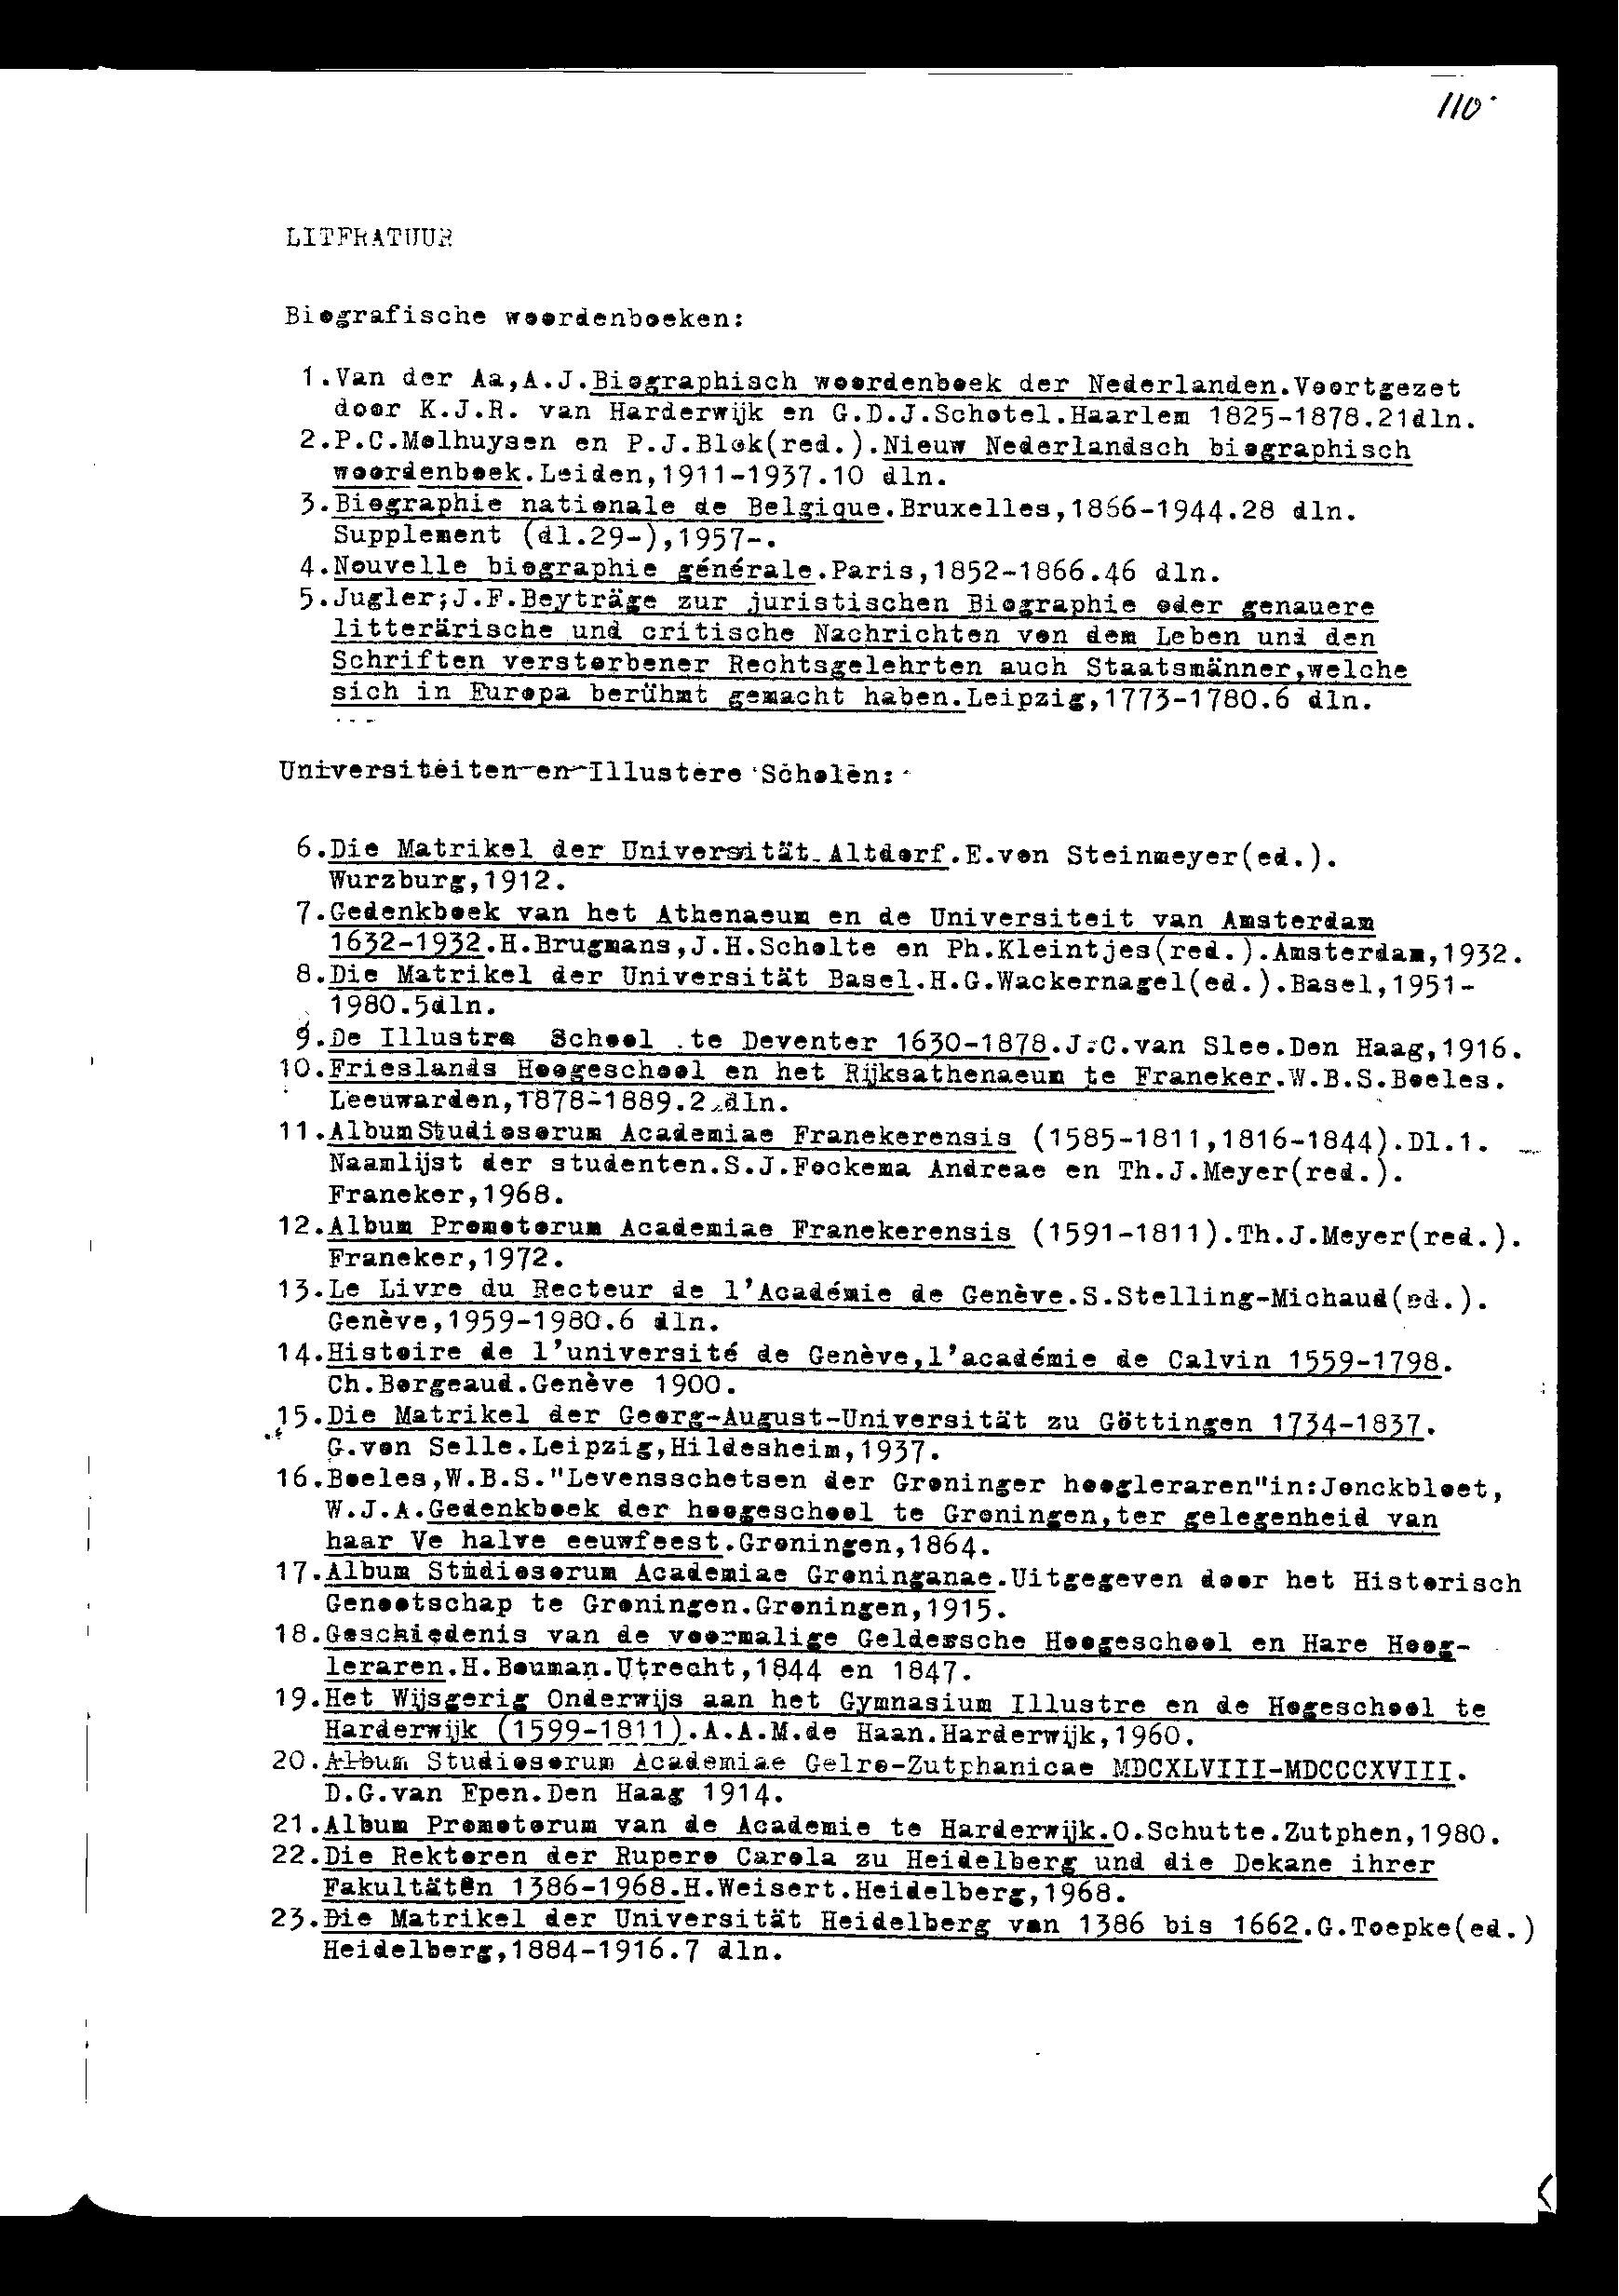 110
LITERATUUR
Biografische woordenboeken:
1.Van der Aa,A.J.Biographisch woordenboek der Nederlanden.Voortgezet
door K.J.R. van Harderwijk en G.D.J.Schotel.Haarlem 1825-1878.21dln.
2.P.C.Molhuysen en P.J.Blok(red.).Nieuw Nederlandsch biographisch
woordenboek.Leiden,1911-1937.10 dln.
3.Biographie nationale de Belgique.Bruxelles,1866-1944.28 dln.
Supplement (dl.29-),1957-.
4.Nouvelle biographie générale.Paris,1852-1866.46 dln.
5.Jugler;J.F.Beyträge zur juristischen Biographie oder genauere
litterärische und critische Nachrichten von dem Leben und den
Schriften verstorbener Rechtsgelehrten auch Staatsmänner,welche
sich in Europa berühmt gemacht haben.Leipzig,1773-1780.6 dln.
Universiteiten en Illustere Scholen:
6.Die Matrikel der Universität Altdorf.E.von Steinmeyer(ed.).
Wurzburg,1912.
7.Gedenkboek van het Athenaeum en de Universiteit van Amsterdam
1632-1932.H.Brugmans,J.H.Scholte en Ph.Kleintjes(red.).Amsterdam,1932.
8.Die Matrikel der Universität Basel.H.G.Wackernagel(ed.).Basel,1951-
1980.5dln.
9.De Illustre School te Deventer 1630-1878.J.C.van Slee.Den Haag,1916.
10.Frieslands Hoogeschool en het Rijksathenaeum te Franeker.W.B.S.Boeles.
Leeuwarden,1878-1889.2 dln.
11.Album Studiosorum Academiae Franekerensis (1585-1811,1816-1844).Dl.1.
Naamlijst der studenten.S.J.Fockema Andreae en Th.J.Meyer(red.).
Franeker,1968.
12.Album Promotorum Academiae Franekerensis (1591-1811).Th.J.Meyer(red.).
Franeker,1972.
13.Le Livre du Recteur de l'Académie de Genève.S.Stelling-Michaud(ed.).
Genève,1959-1980.6 dln.
14.Histoire de l'université de Genève,l'académie de Calvin 1559-1798.
Ch.Borgeaud.Genève 1900.
15.Die Matrikel der Georg-August-Universität zu Göttingen 1734-1837.
G.von Selle.Leipzig,Hildesheim,1937.
16.Boeles,W.B.S."Levensschetsen der Groninger hoogleraren"in:Jonckbloet,
W.J.A.Gedenkboek der hoogeschool te Groningen,ter gelegenheid van
haar Ve halve eeuwfeest.Groningen,1864.
17.Album Studiosorum Academiae Groninganae.Uitgegeven door het Historisch
Genootschap te Groningen.Groningen,1915.
18.Geschiedenis van de voormalige Geldersche Hoogeschool en Hare Hoog-
leraren.H.Bouman.Utrecht,1844 en 1847.
19.Het Wijsgerig Onderwijs aan het Gymnasium Illustre en de Hogeschool te
Harderwijk (1599-1811).A.A.M.de Haan.Harderwijk,1960.
20.Album Studiosorum Academiae Gelro-Zutphanicae MDCXLVIII-MDCCCXVIII.
D.G.van Epen.Den Haag 1914.
21.Album Promotorum van de Academie te Harderwijk.O.Schutte.Zutphen,1980.
22.Die Rektoren der Rupero Carola zu Heidelberg und die Dekane ihrer
Fakultäten 1386-1968.H.Weisert.Heidelberg,1968.
23.Die Matrikel der Universität Heidelberg van 1386 bis 1662.G.Toepke(ed.)
Heidelberg,1884-1916.7 dln.